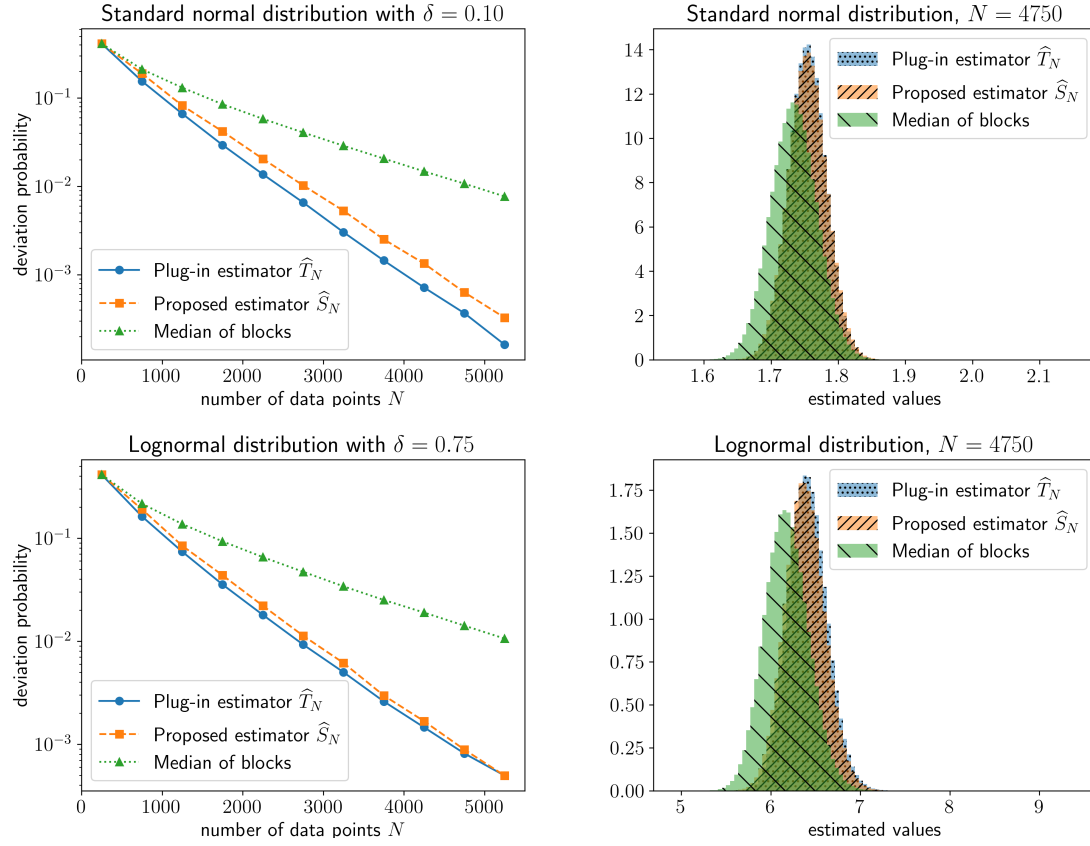 Standard normal distribution with δ = 0.10
10⁻¹
10⁻²
10⁻³
deviation probability
Plug-in estimator T̂_N
Proposed estimator Ŝ_N
Median of blocks
0 1000 2000 3000 4000 5000
number of data points N
Standard normal distribution, N = 4750
14
12
10
8
6
4
2
0
Plug-in estimator T̂_N
Proposed estimator Ŝ_N
Median of blocks
1.6 1.7 1.8 1.9 2.0 2.1
estimated values
Lognormal distribution with δ = 0.75
10⁻¹
10⁻²
10⁻³
deviation probability
Plug-in estimator T̂_N
Proposed estimator Ŝ_N
Median of blocks
0 1000 2000 3000 4000 5000
number of data points N
Lognormal distribution, N = 4750
1.75
1.50
1.25
1.00
0.75
0.50
0.25
0.00
Plug-in estimator T̂_N
Proposed estimator Ŝ_N
Median of blocks
5 6 7 8 9
estimated values